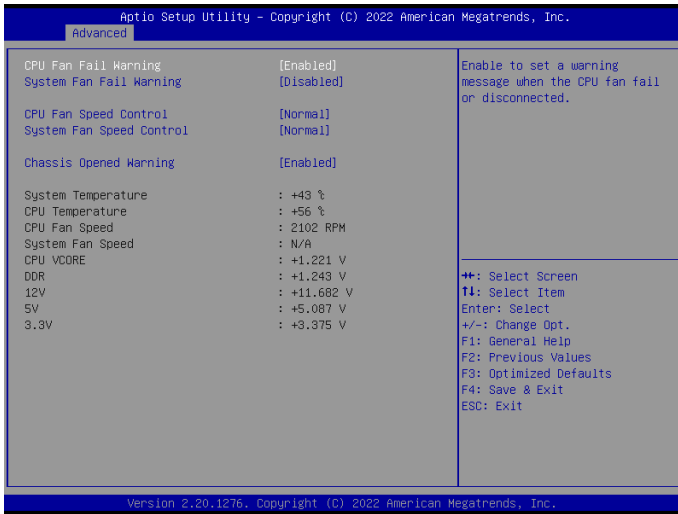 Aptio Setup Utility – Copyright (C) 2022 American Megatrends, Inc.
Advanced
CPU Fan Fail Warning [Enabled]
System Fan Fail Warning [Disabled]
CPU Fan Speed Control [Normal]
System Fan Speed Control [Normal]
Chassis Opened Warning [Enabled]
System Temperature : +43 %
CPU Temperature : +56 %
CPU Fan Speed : 2102 RPM
System Fan Speed : N/A
CPU VCORE : +1.221 V
DDR : +1.243 V
12V : +11.682 V
5V : +5.087 V
3.3V : +3.375 V
Enable to set a warning
message when the CPU fan fail
or disconnected.
→←: Select Screen
↑↓: Select Item
Enter: Select
+/-: Change Opt.
F1: General Help
F2: Previous Values
F3: Optimized Defaults
F4: Save & Exit
ESC: Exit
Version 2.20.1276. Copyright (C) 2022 American Megatrends, Inc.